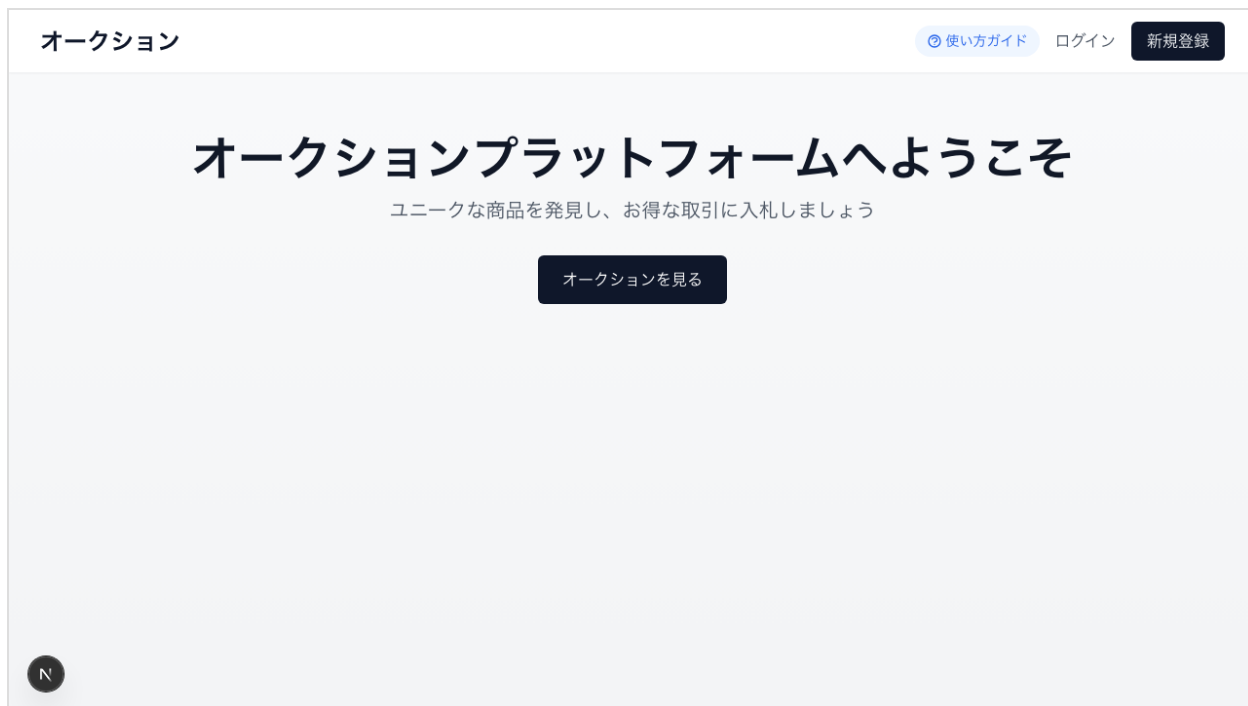 オークション
使い方ガイド
ログイン
新規登録
オークションプラットフォームへようこそ
ユニークな商品を発見し、お得な取引に入札しましょう
オークションを見る
N